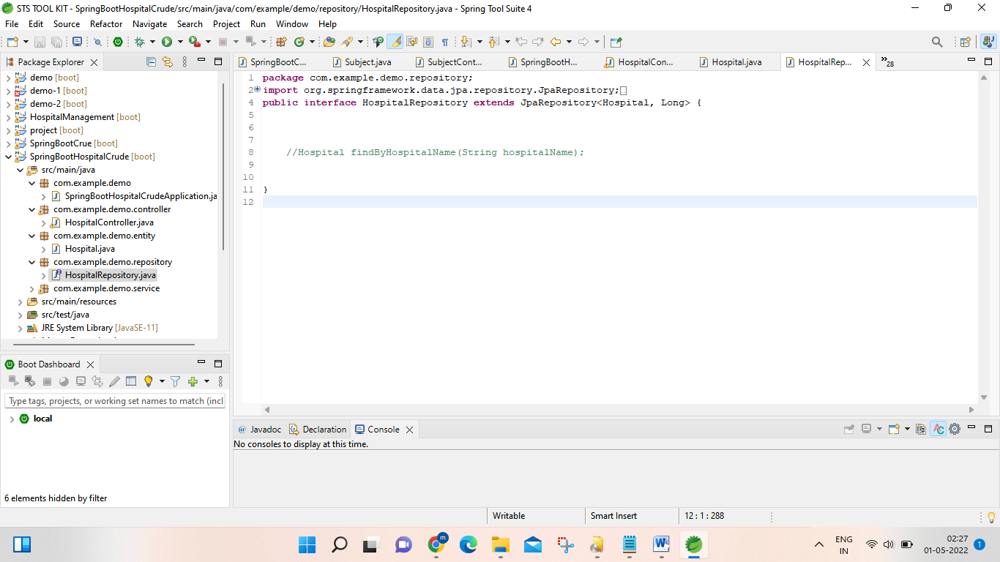 STS TOOL KIT - SpringBootHospitalCrude/src/main/java/com/example/demo/repository/HospitalRepository.java - Spring Tool Suite 4
File Edit Source Refactor Navigate Search Project Run Window Help
Package Explorer
demo [boot]
demo-1 [boot]
demo-2 [boot]
HospitalManagement [boot]
project [boot]
SpringBootCrue [boot]
SpringBootHospitalCrude [boot]
src/main/java
com.example.demo
SpringBootHospitalCrudeApplication.ja
com.example.demo.controller
HospitalController.java
com.example.demo.entity
Hospital.java
com.example.demo.repository
HospitalRepository.java
com.example.demo.service
src/main/resources
src/test/java
JRE System Library [JavaSE-11]
Boot Dashboard
Type tags, projects, or working set names to match (incl
local
6 elements hidden by filter
SpringBootC... Subject.java SubjectCont... SpringBootH... HospitalCon... Hospital.java HospitalRep... »28
1 package com.example.demo.repository;
2 import org.springframework.data.jpa.repository.JpaRepository;
4 public interface HospitalRepository extends JpaRepository<Hospital, Long> {
5
6
7
8 //Hospital findByHospitalName(String hospitalName);
9
10
11 }
12
@ Javadoc Declaration Console
No consoles to display at this time.
Writable Smart Insert 12 : 1 : 288
m
W
ENG
IN
02:27
01-05-2022
1